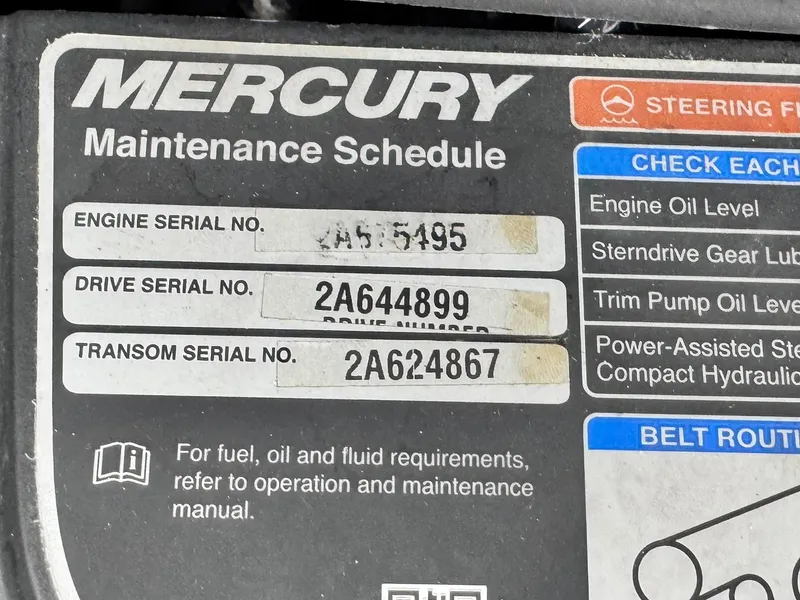 MERCURY
Maintenance Schedule
ENGINE SERIAL NO.
DRIVE SERIAL NO. 2A644899
DRIVE NUMBER
TRANSOM SERIAL NO. 2A624867
For fuel, oil and fluid requirements,
refer to operation and maintenance
manual.
STEERING F
CHECK EACH
Engine Oil Level
Sterndrive Gear Lub
Trim Pump Oil Leve
Power-Assisted Ste
Compact Hydraulic
BELT ROUTI